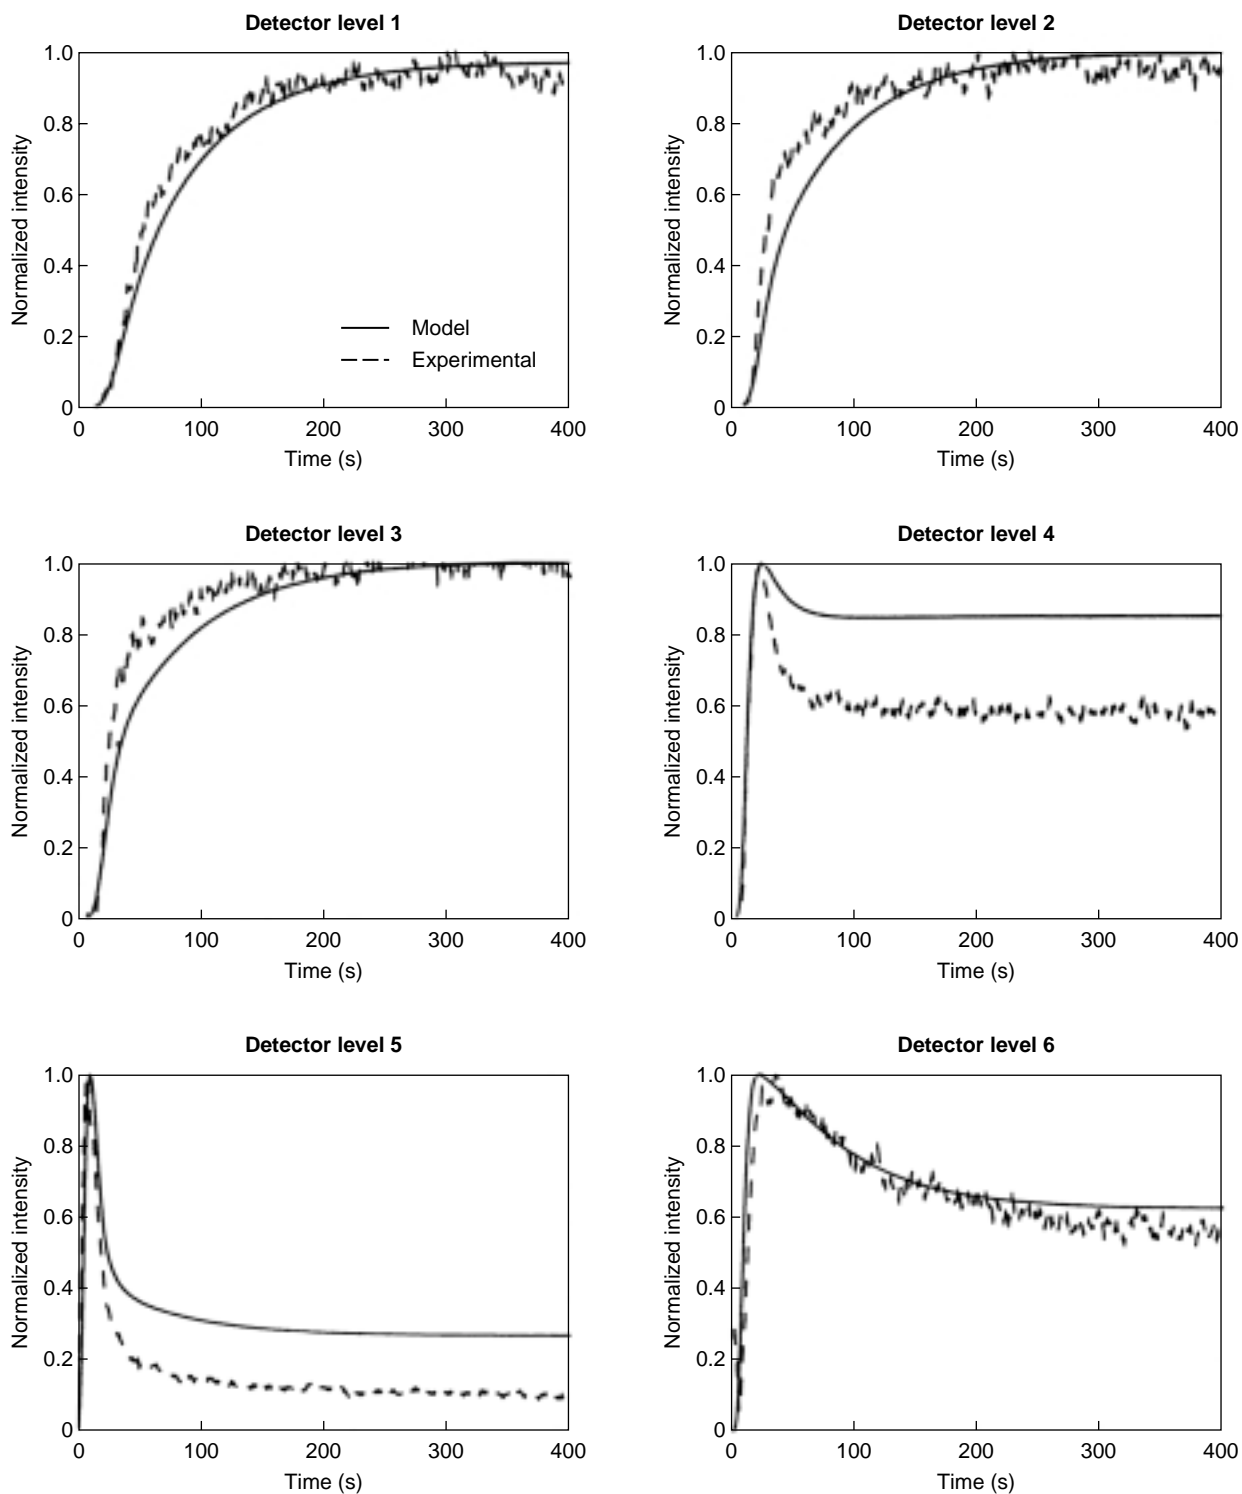 Detector level 1
Normalized intensity
1.0
0.8
0.6
0.4
0.2
0
Model
Experimental
0 100 200 300 400
Time (s)
Detector level 2
Normalized intensity
1.0
0.8
0.6
0.4
0.2
0
0 100 200 300 400
Time (s)
Detector level 3
Normalized intensity
1.0
0.8
0.6
0.4
0.2
0
0 100 200 300 400
Time (s)
Detector level 4
Normalized intensity
1.0
0.8
0.6
0.4
0.2
0
0 100 200 300 400
Time (s)
Detector level 5
Normalized intensity
1.0
0.8
0.6
0.4
0.2
0
0 100 200 300 400
Time (s)
Detector level 6
Normalized intensity
1.0
0.8
0.6
0.4
0.2
0
0 100 200 300 400
Time (s)